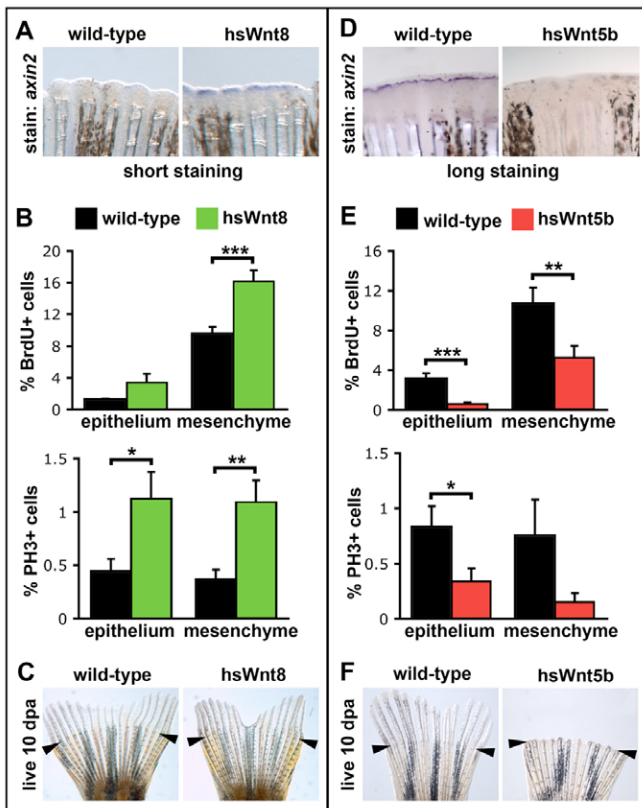 A
wild-type hsWnt8
stain: axin2
short staining
B
wild-type hsWnt8
% BrdU+ cells
20
16
12
8
4
0
***
epithelium mesenchyme
% PH3+ cells
1.5
1
0.5
0
* **
epithelium mesenchyme
C
wild-type hsWnt8
live 10 dpa
D
wild-type hsWnt5b
stain: axin2
long staining
E
wild-type hsWnt5b
% BrdU+ cells
16
12
8
4
0
*** **
epithelium mesenchyme
% PH3+ cells
1.5
1
0.5
0
*
epithelium mesenchyme
F
wild-type hsWnt5b
live 10 dpa